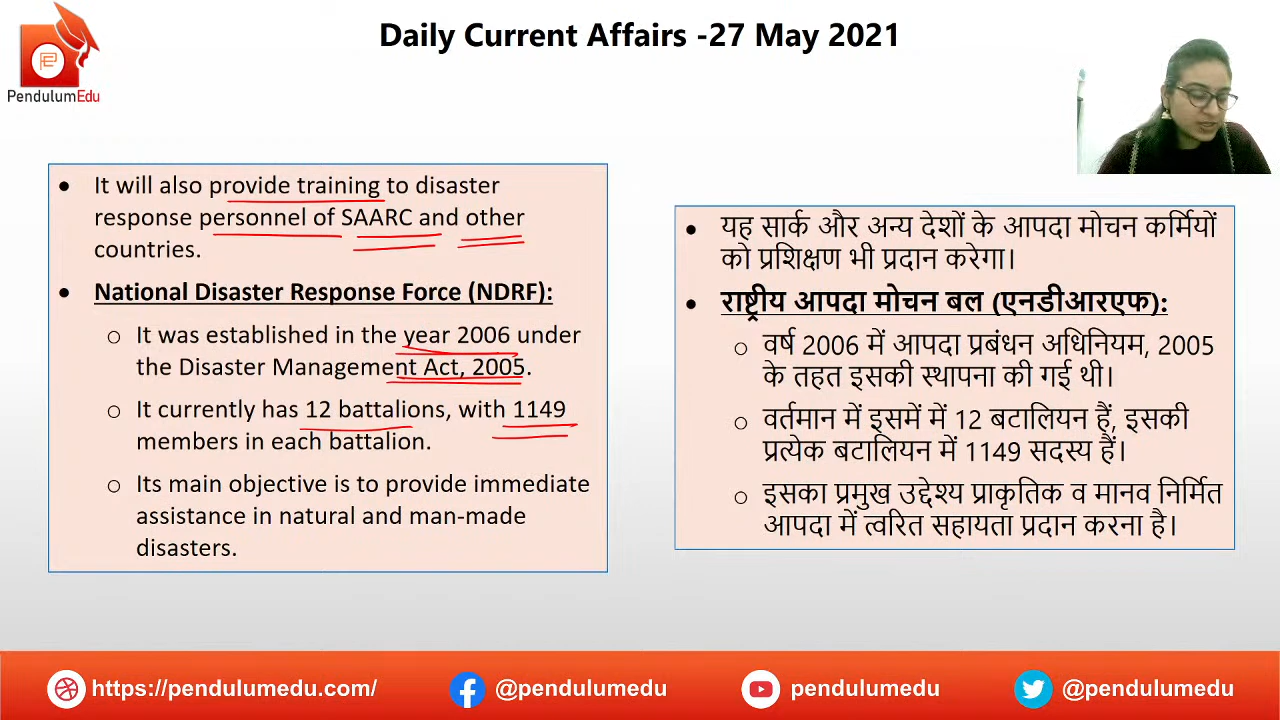 Daily Current Affairs -27 May 2021
PendulumEdu
It will also provide training to disaster
response personnel of SAARC and other
countries.
National Disaster Response Force (NDRF):
It was established in the year 2006 under
the Disaster Management Act, 2005.
It currently has 12 battalions, with 1149
members in each battalion.
Its main objective is to provide immediate
assistance in natural and man-made
disasters.
यह सार्क और अन्य देशों के आपदा मोचन कर्मियों
को प्रशिक्षण भी प्रदान करेगा।
राष्ट्रीय आपदा मोचन बल (एनडीआरएफ):
वर्ष 2006 में आपदा प्रबंधन अधिनियम, 2005
के तहत इसकी स्थापना की गई थी।
वर्तमान में इसमें में 12 बटालियन हैं, इसकी
प्रत्येक बटालियन में 1149 सदस्य हैं।
इसका प्रमुख उद्देश्य प्राकृतिक व मानव निर्मित
आपदा में त्वरित सहायता प्रदान करना है।
https://pendulumedu.com/
@pendulumedu
pendulumedu
@pendulumedu